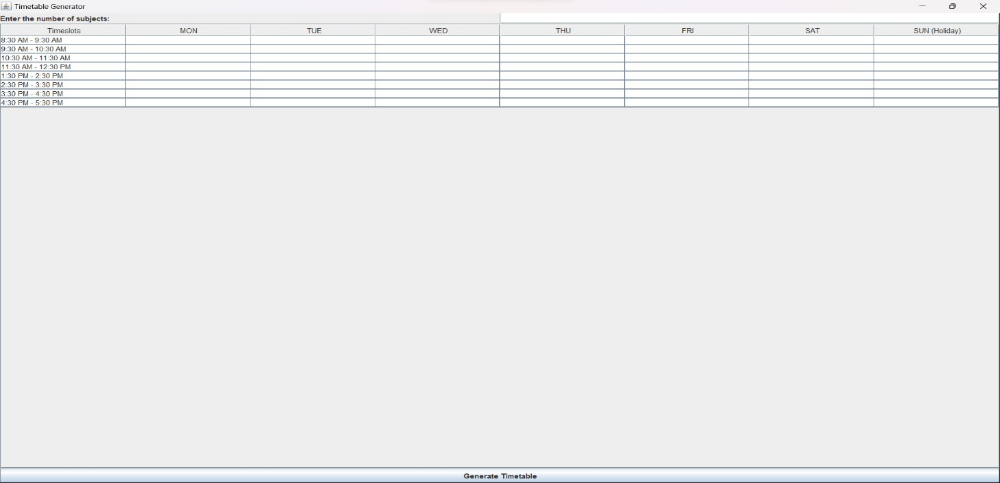 Timetable Generator
Enter the number of subjects:
Timeslots MON TUE WED THU FRI SAT SUN (Holiday)
8:30 AM - 9:30 AM
9:30 AM - 10:30 AM
10:30 AM - 11:30 AM
11:30 AM - 12:30 PM
1:30 PM - 2:30 PM
2:30 PM - 3:30 PM
3:30 PM - 4:30 PM
4:30 PM - 5:30 PM
Generate Timetable